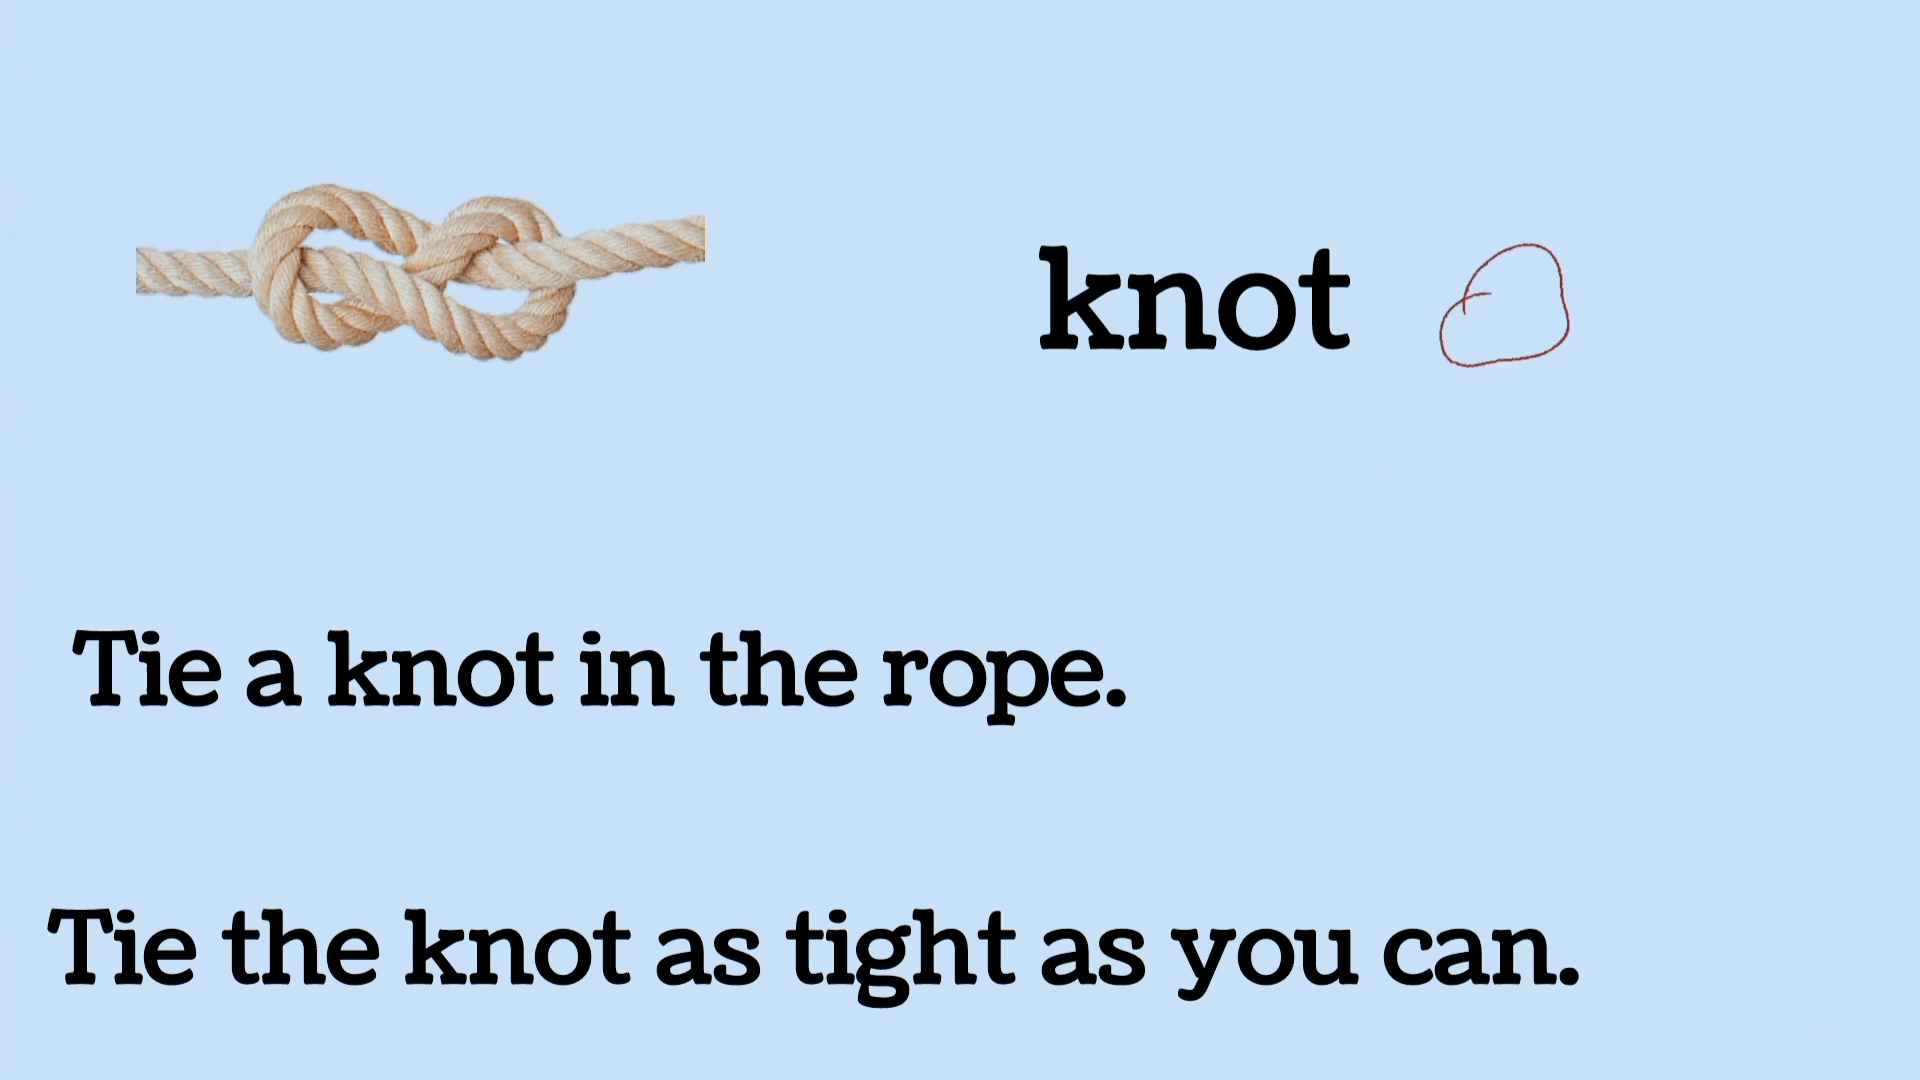 knot
Tie a knot in the rope.
Tie the knot as tight as you can.